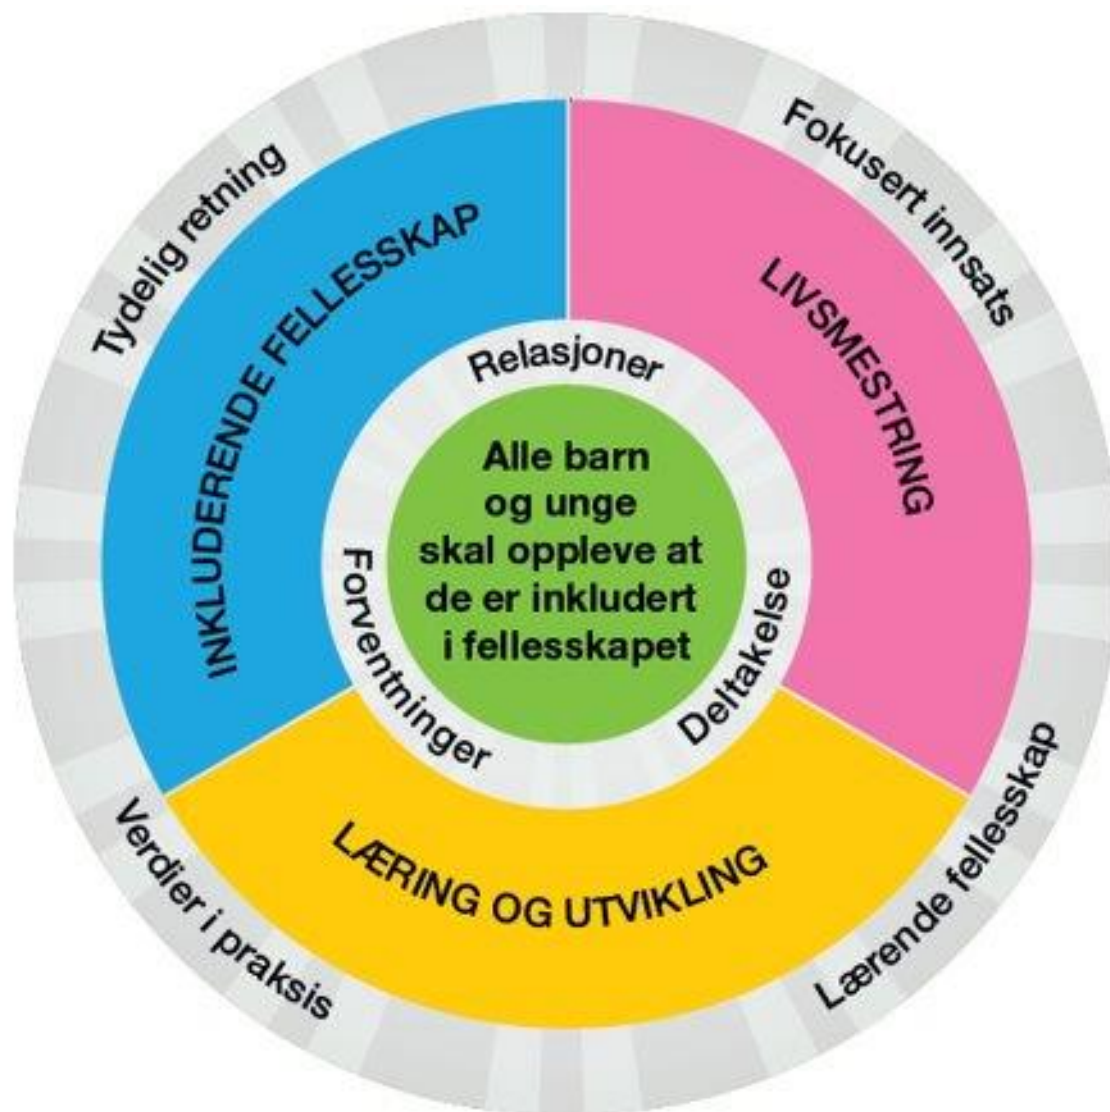 Tydelig retning
Fokusert innsats
INKLUDERENDE FELLESSKAP
LIVSMESTRING
Relasjoner
Alle barn
og unge
skal oppleve at
de er inkludert
i fellesskapet
Forventninger
Deltakelse
LÆRING OG UTVIKLING
Verdier i praksis
Lærende fellesskap